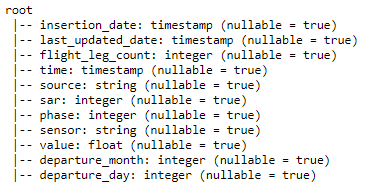 root
 |-- insertion_date: timestamp (nullable = true)
 |-- last_updated_date: timestamp (nullable = true)
 |-- flight_leg_count: integer (nullable = true)
 |-- time: timestamp (nullable = true)
 |-- source: string (nullable = true)
 |-- sar: integer (nullable = true)
 |-- phase: integer (nullable = true)
 |-- sensor: string (nullable = true)
 |-- value: float (nullable = true)
 |-- departure_month: integer (nullable = true)
 |-- departure_day: integer (nullable = true)